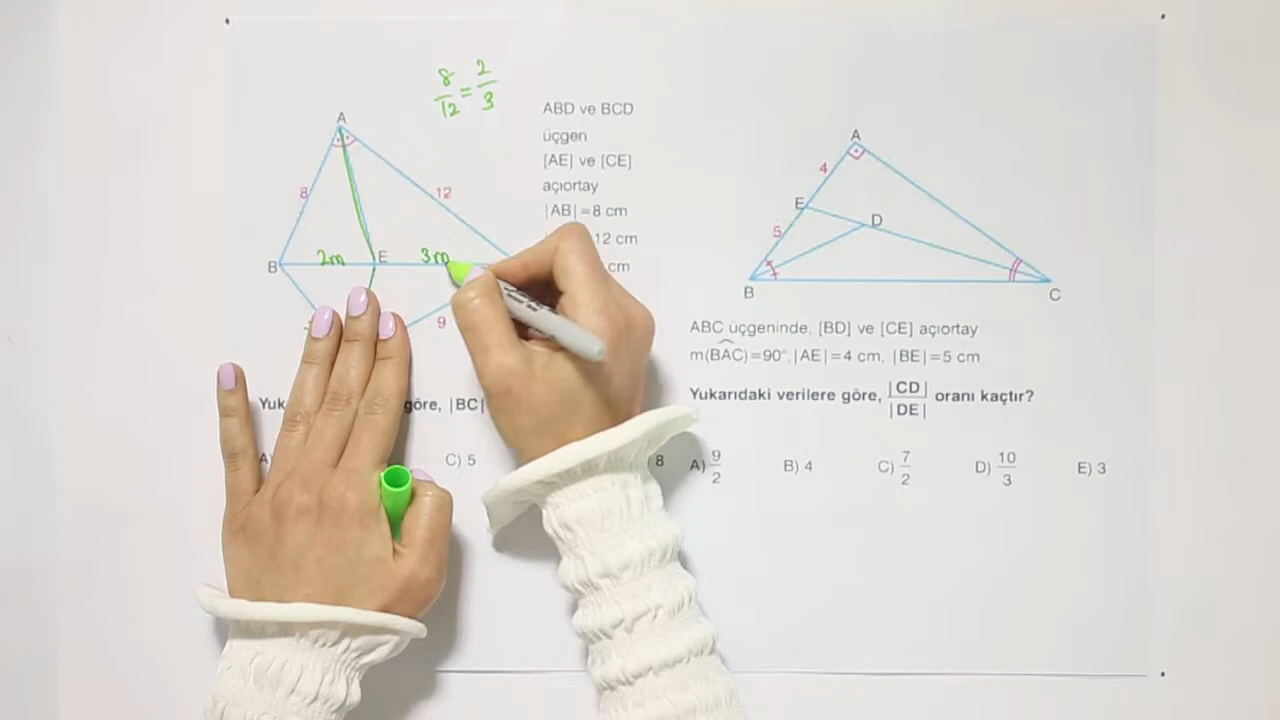 8/12 = 2/3
A
8
12
2m
E
3m
B
9
ABD ve BCD
üçgen
[AE] ve [CE]
açıortay
|AB|=8 cm
12 cm
cm
göre, |BC|
A)
C) 5
8
A
4
E
D
5
B
C
ABC üçgeninde, [BD] ve [CE] açıortay
m(BAC)=90°, |AE|=4 cm, |BE|=5 cm
Yukarıdaki verilere göre, |CD|/|DE| oranı kaçtır?
A) 9/2 B) 4 C) 7/2 D) 10/3 E) 3